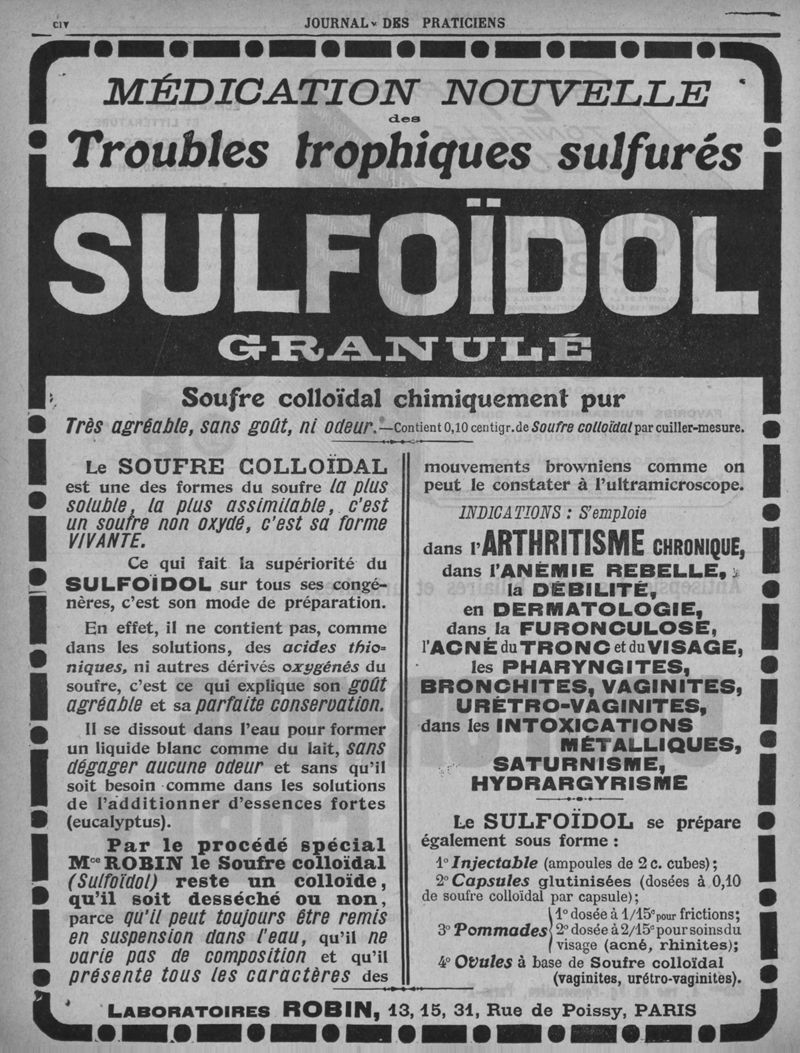 CIV
JOURNAL DES PRATICIENS
MÉDICATION NOUVELLE
des
Troubles trophiques sulfurés
SULFOÏDOL
GRANULÉ
Soufre colloïdal chimiquement pur
Très agréable, sans goût, ni odeur.—Contient 0,10 centigr. de Soufre colloïdal par cuiller-mesure.
Le SOUFRE COLLOÏDAL
est une des formes du soufre la plus
soluble, la plus assimilable, c'est
un soufre non oxydé, c'est sa forme
VIVANTE.
Ce qui fait la supériorité du
SULFOÏDOL sur tous ses congé-
nères, c'est son mode de préparation.
En effet, il ne contient pas, comme
dans les solutions, des acides thio-
niques, ni autres dérivés oxygénés du
soufre, c'est ce qui explique son goût
agréable et sa parfaite conservation.
Il se dissout dans l'eau pour former
un liquide blanc comme du lait, sans
dégager aucune odeur et sans qu'il
soit besoin comme dans les solutions
de l'additionner d'essences fortes
(eucalyptus).
Par le procédé spécial
Mce ROBIN le Soufre colloïdal
(Sulfoïdol) reste un colloïde,
qu'il soit desséché ou non,
parce qu'il peut toujours être remis
en suspension dans l'eau, qu'il ne
varie pas de composition et qu'il
présente tous les caractères des
mouvements browniens comme on
peut le constater à l'ultramicroscope.
INDICATIONS : S'emploie
dans l'ARTHRITISME CHRONIQUE,
dans l'ANÉMIE REBELLE,
la DÉBILITÉ,
en DERMATOLOGIE,
dans la FURONCULOSE,
l'ACNÉ du TRONC et du VISAGE,
les PHARYNGITES,
BRONCHITES, VAGINITES,
URÉTRO-VAGINITES,
dans les INTOXICATIONS
MÉTALLIQUES,
SATURNISME,
HYDRARGYRISME
Le SULFOÏDOL se prépare
également sous forme :
1° Injectable (ampoules de 2 c. cubes);
2° Capsules glutinisées (dosées à 0,10
de soufre colloïdal par capsule);
3° Pommades
1° dosée à 1/15e pour frictions;
2° dosée à 2/15e pour soins du
visage (acné, rhinites);
4° Ovules à base de Soufre colloïdal
(vaginites, urétro-vaginites).
LABORATOIRES ROBIN, 13, 15, 31, Rue de Poissy, PARIS